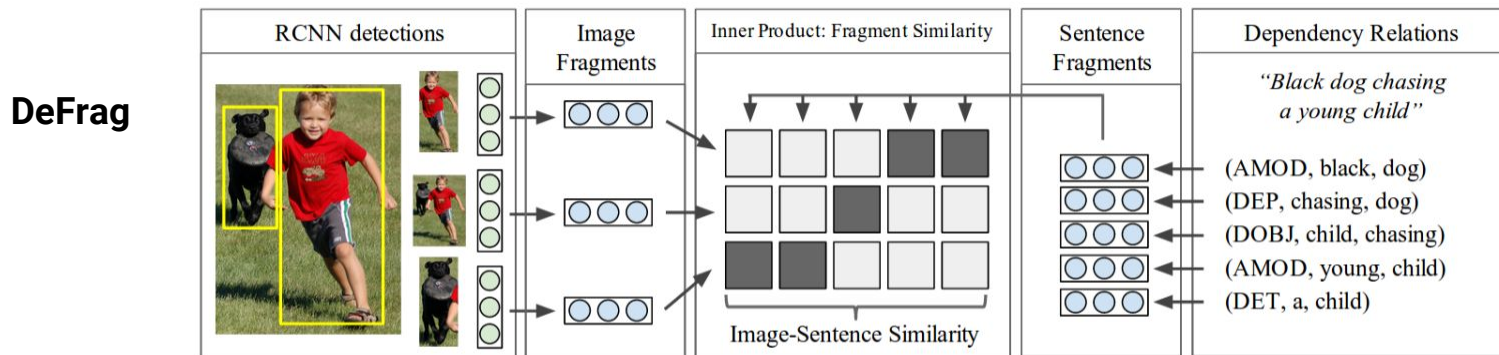 DeFrag
RCNN detections
Image
Fragments
Inner Product: Fragment Similarity
Image-Sentence Similarity
Sentence
Fragments
Dependency Relations
“Black dog chasing
a young child”
(AMOD, black, dog)
(DEP, chasing, dog)
(DOBJ, child, chasing)
(AMOD, young, child)
(DET, a, child)